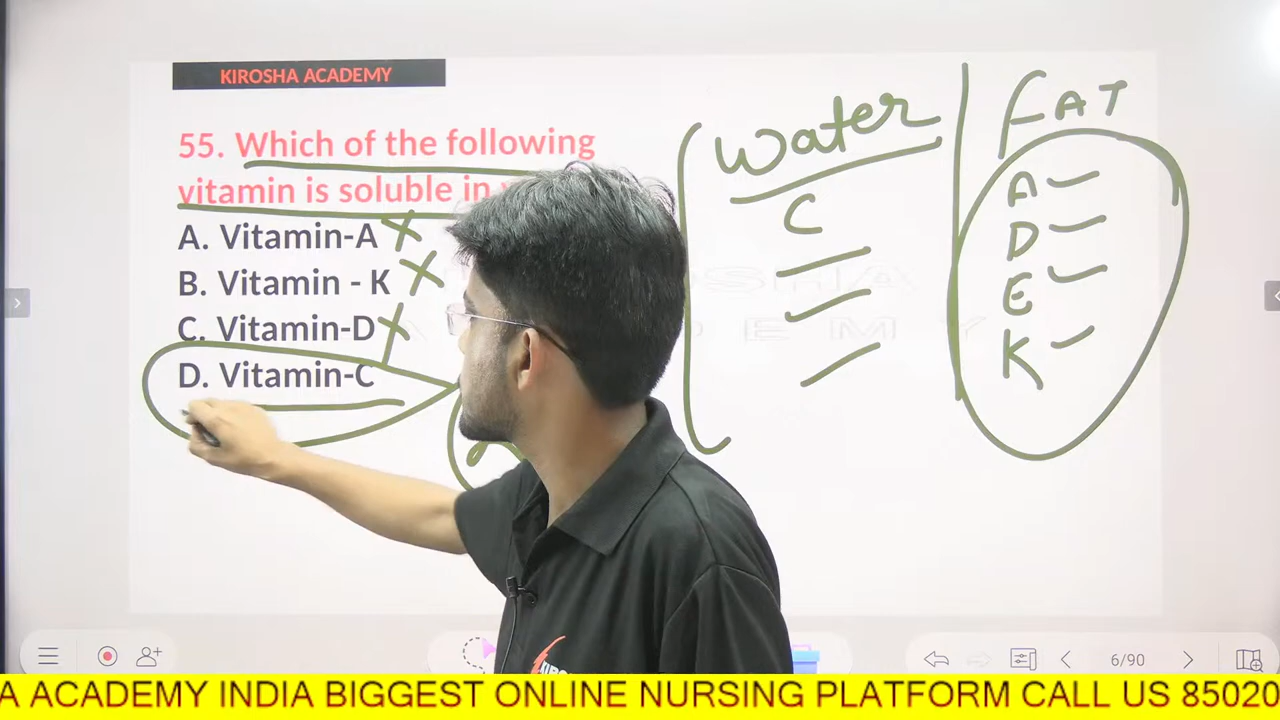 KIROSHA ACADEMY
55. Which of the following
vitamin is soluble in
A. Vitamin-A
B. Vitamin - K
C. Vitamin-D
D. Vitamin-C
Water
C
FAT
A
D
E
K
6/90
A ACADEMY INDIA BIGGEST ONLINE NURSING PLATFORM CALL US 85020